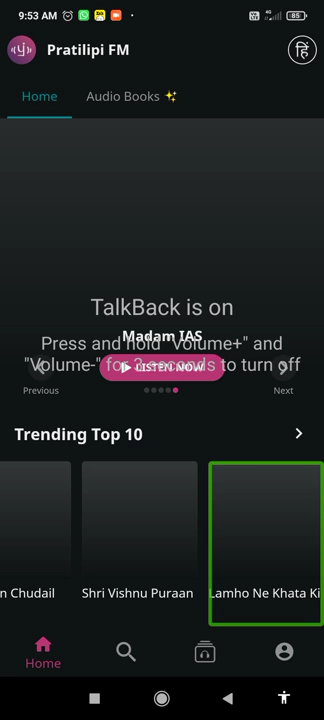 9:53 AM
4G
85
Pratilipi FM
हिं
Home
Audio Books ✨
TalkBack is on
Madam IAS
Press and hold "Volume+" and
"Volume-" for 3 seconds to turn off
LISTEN NOW
Previous
Next
Trending Top 10
n Chudail
Shri Vishnu Puraan
Lamho Ne Khata Ki
Home